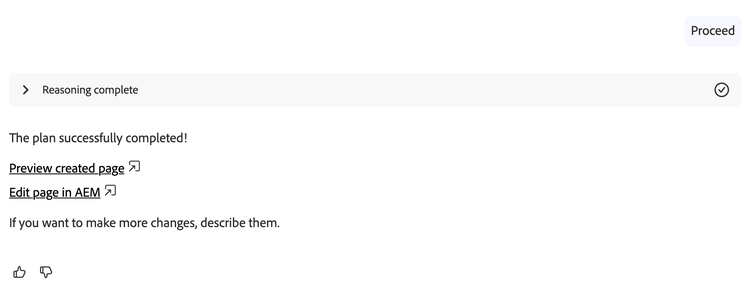 Proceed
Reasoning complete
The plan successfully completed!
Preview created page
Edit page in AEM
If you want to make more changes, describe them.